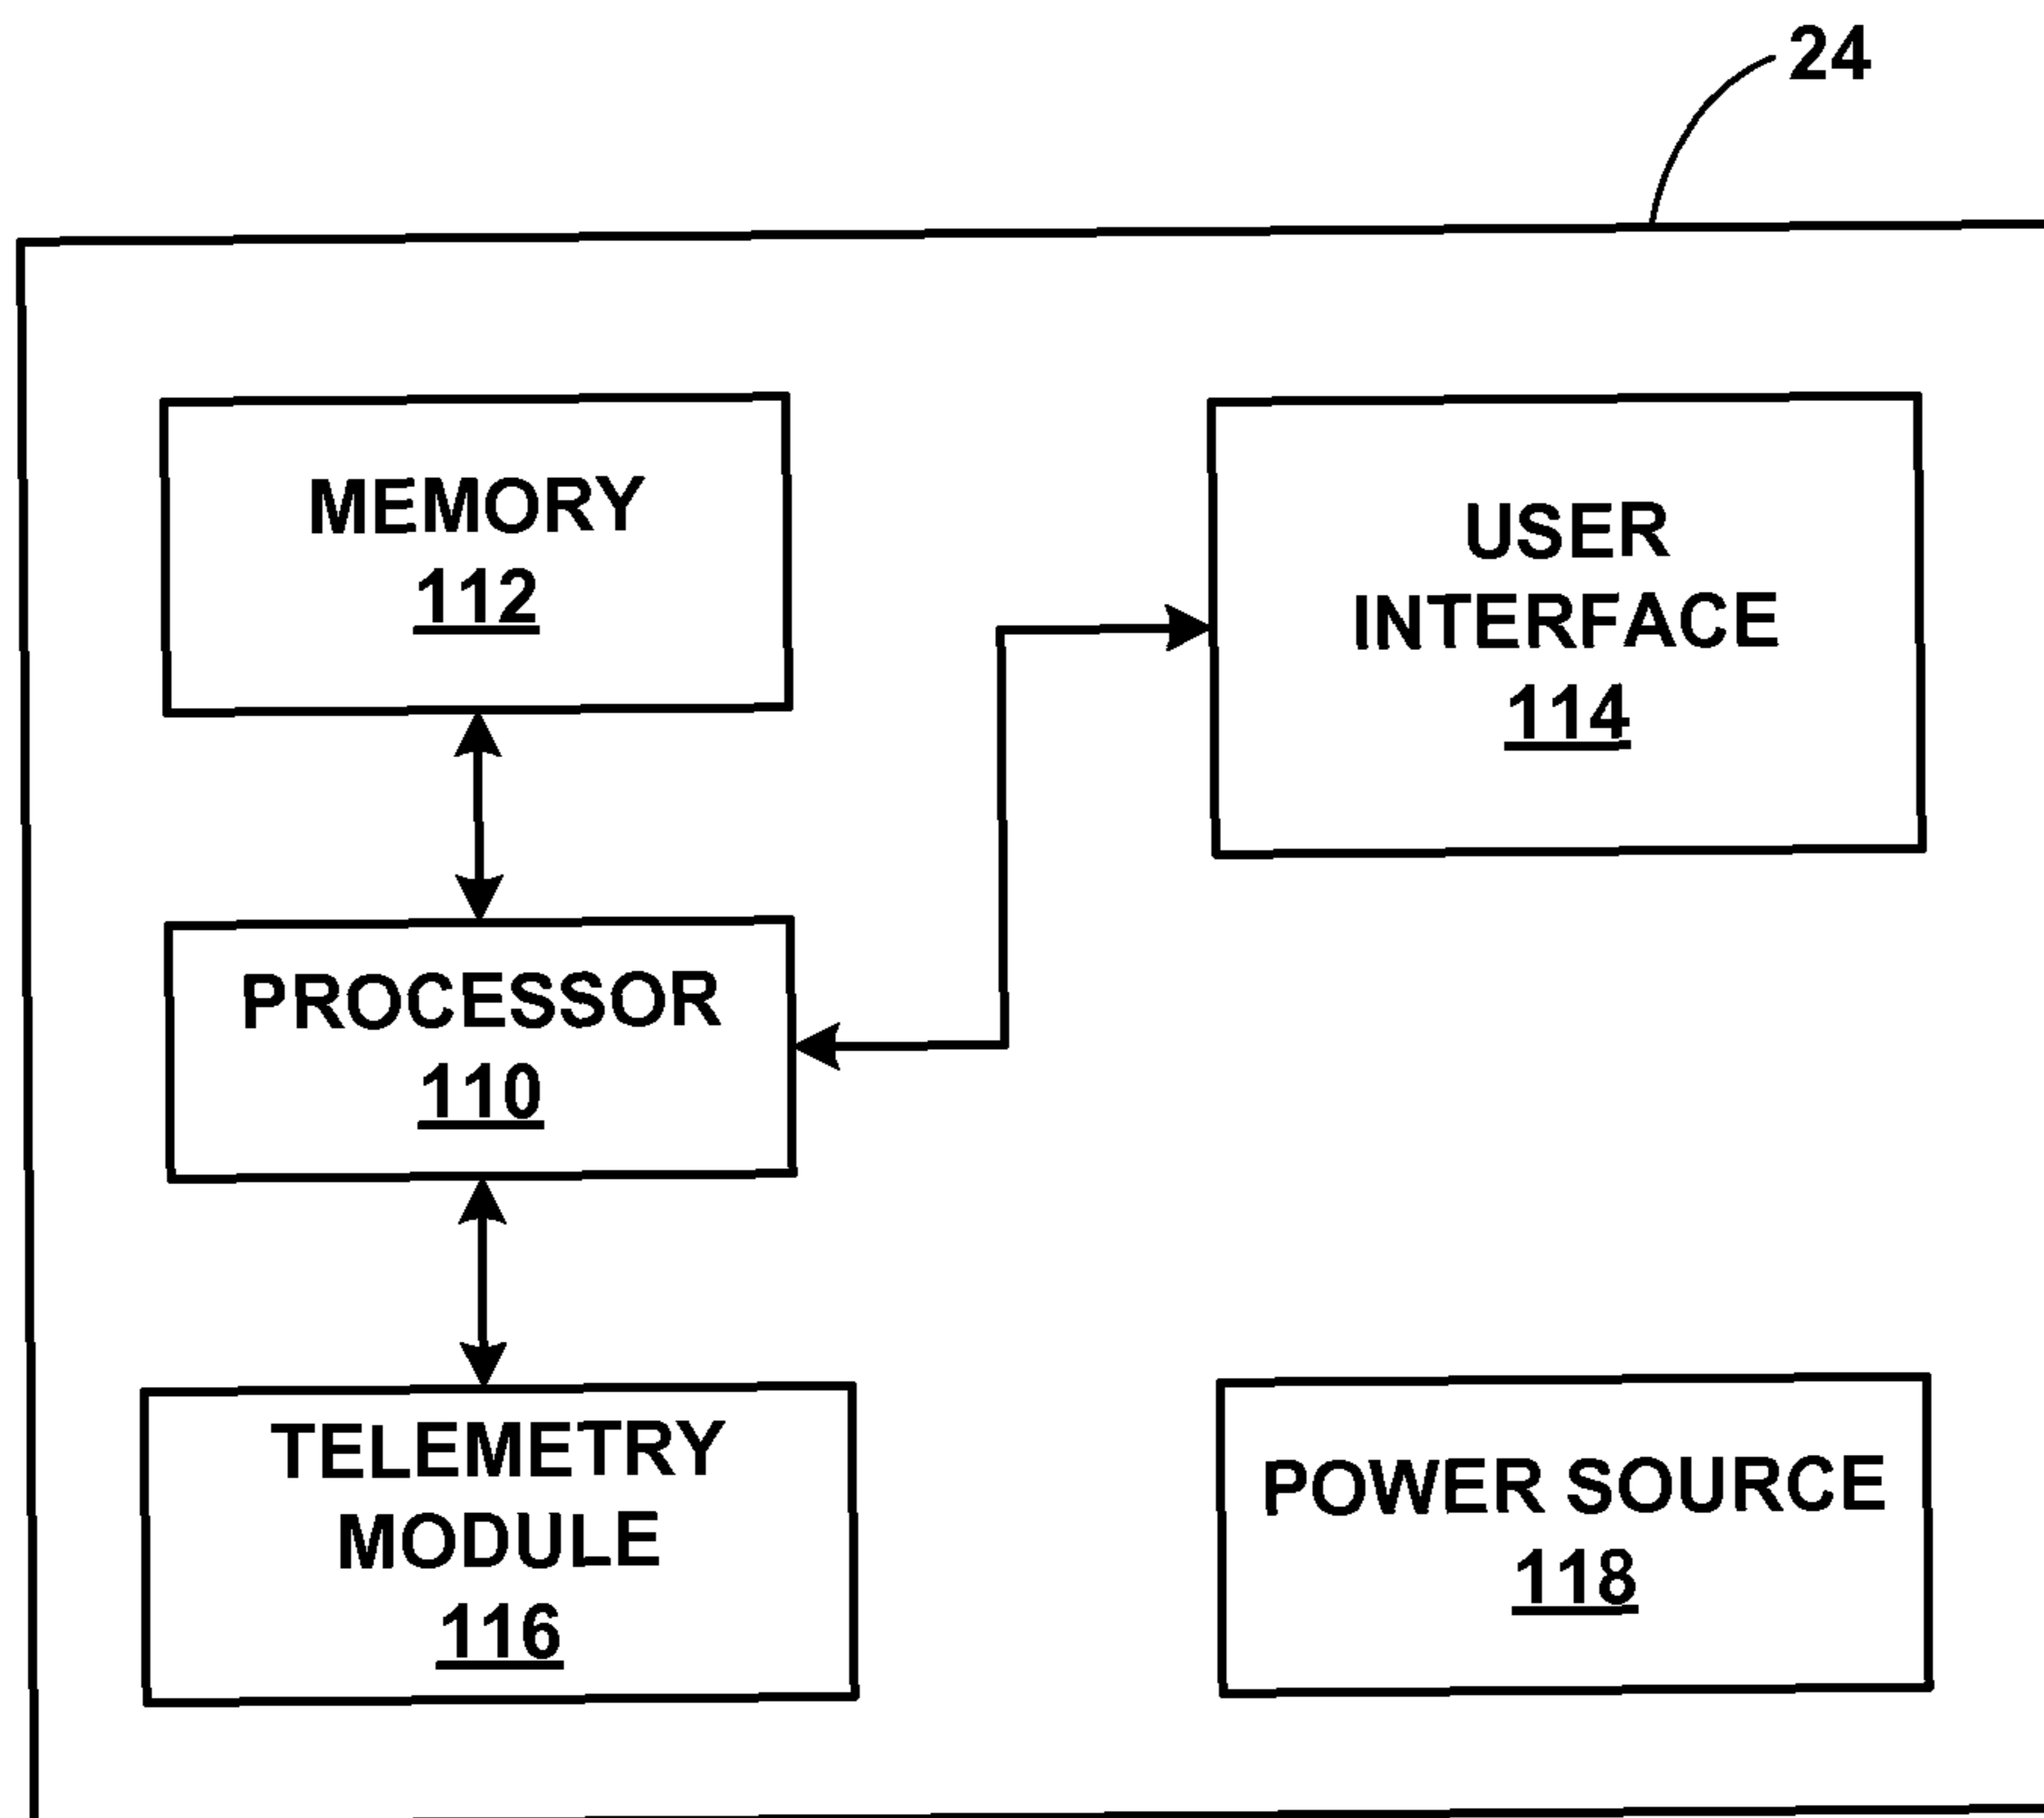 24
MEMORY
112
USER
INTERFACE
114
PROCESSOR
110
TELEMETRY
MODULE
116
POWER SOURCE
118